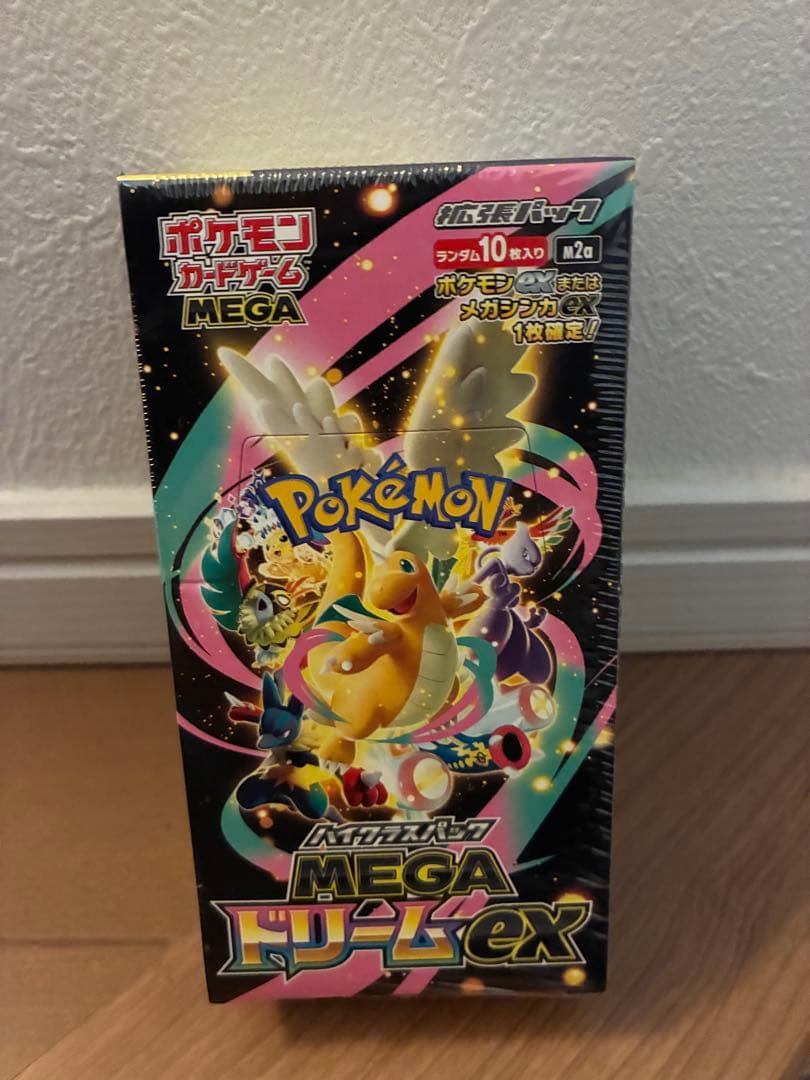 ポケモン
カードゲーム
MEGA
拡張パック
ランダム10枚入り M2a
ポケモンexまたは
メガシンカex
1枚確定!
POKéMON
TM
ハイクラスパック
MEGA
ドリームex